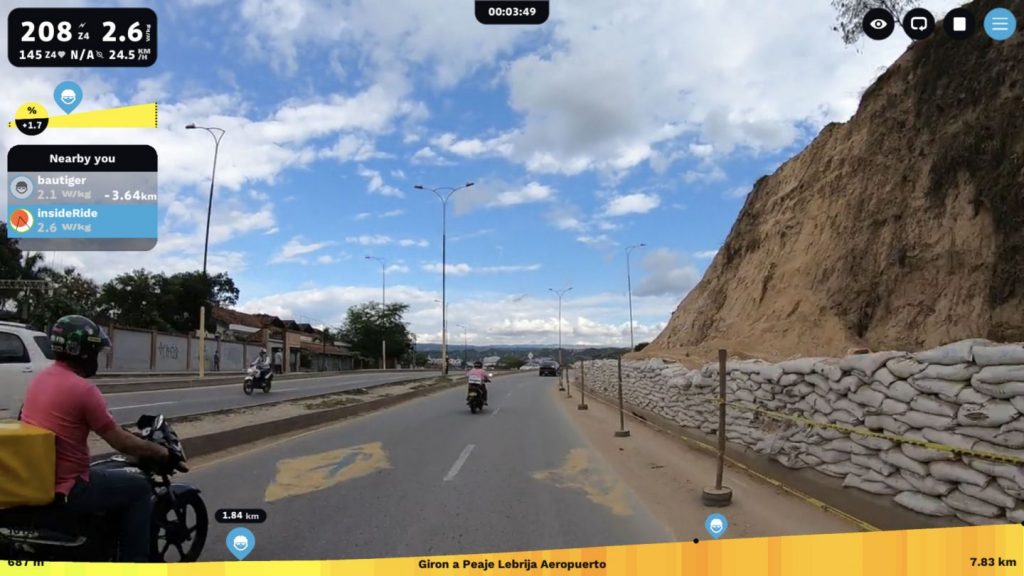 208 Z4 2.6 W/kg
145 Z4 N/A 24.5 KM/H
00:03:49
%
+1.7
Nearby you
bautiger
2.1 W/kg -3.64km
insideRide
2.6 W/kg
1.84 km
687 m
Giron a Peaje Lebrija Aeropuerto
7.83 km